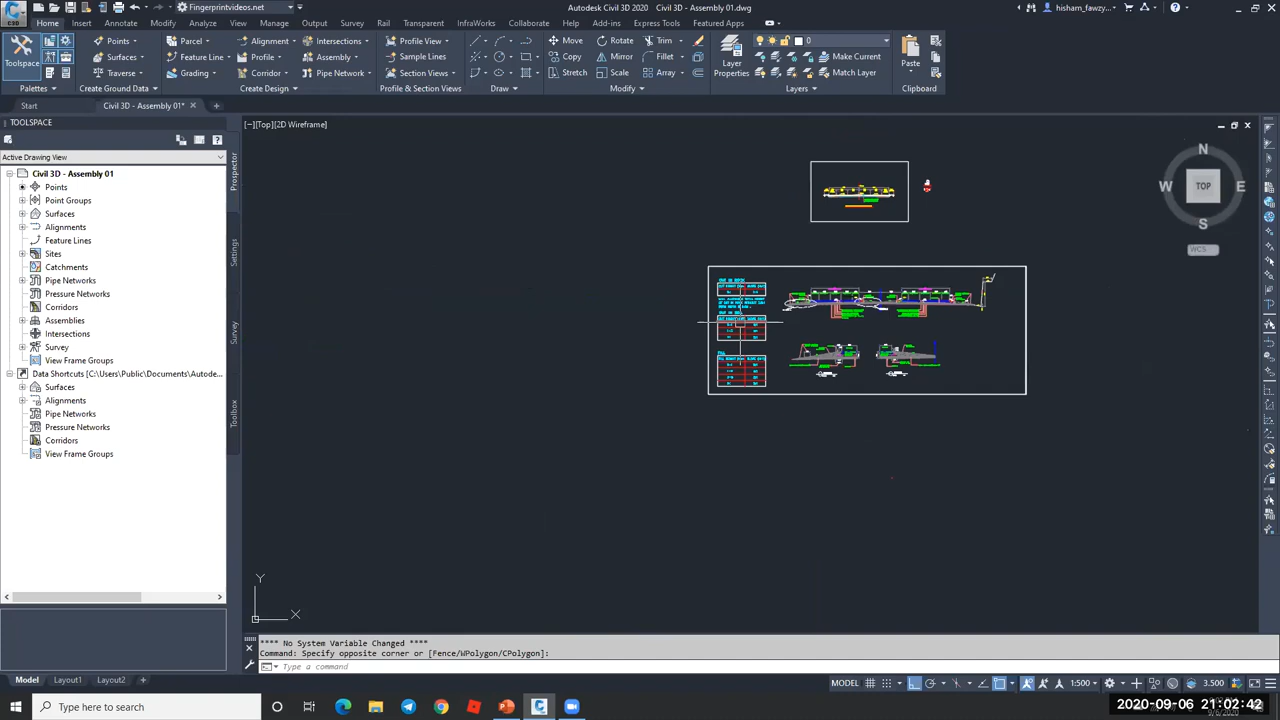 Fingerprintvideos.net
Autodesk Civil 3D 2020 Civil 3D - Assembly 01.dwg
hisham_fawzy...
Home Insert Annotate Modify Analyze View Manage Output Survey Rail Transparent InfraWorks Collaborate Help Add-ins Express Tools Featured Apps
Points Parcel Alignment Intersections Profile View Move Rotate Trim 0
Toolspace Surfaces Feature Line Profile Assembly Sample Lines Copy Mirror Fillet Layer Properties Make Current Paste
Traverse Grading Corridor Pipe Network Section Views Stretch Scale Array Match Layer
Palettes Create Ground Data Create Design Profile & Section Views Draw Modify Layers Clipboard
Start Civil 3D - Assembly 01*
TOOLSPACE
[−][Top][2D Wireframe]
Active Drawing View
Civil 3D - Assembly 01
Points
Point Groups
Surfaces
Alignments
Feature Lines
Sites
Catchments
Pipe Networks
Pressure Networks
Corridors
Assemblies
Intersections
Survey
View Frame Groups
Data Shortcuts [C:\Users\Public\Documents\Autode...
Surfaces
Alignments
Pipe Networks
Pressure Networks
Corridors
View Frame Groups
Prospector
Settings
Survey
Toolbox
N
W TOP E
S
WCS
Y
X
**** No System Variable Changed ****
Command: Specify opposite corner or [Fence/WPolygon/CPolygon]:
Type a command
Model Layout1 Layout2
MODEL 1:500 3.500
Type here to search
2020-09-06 21:02:42